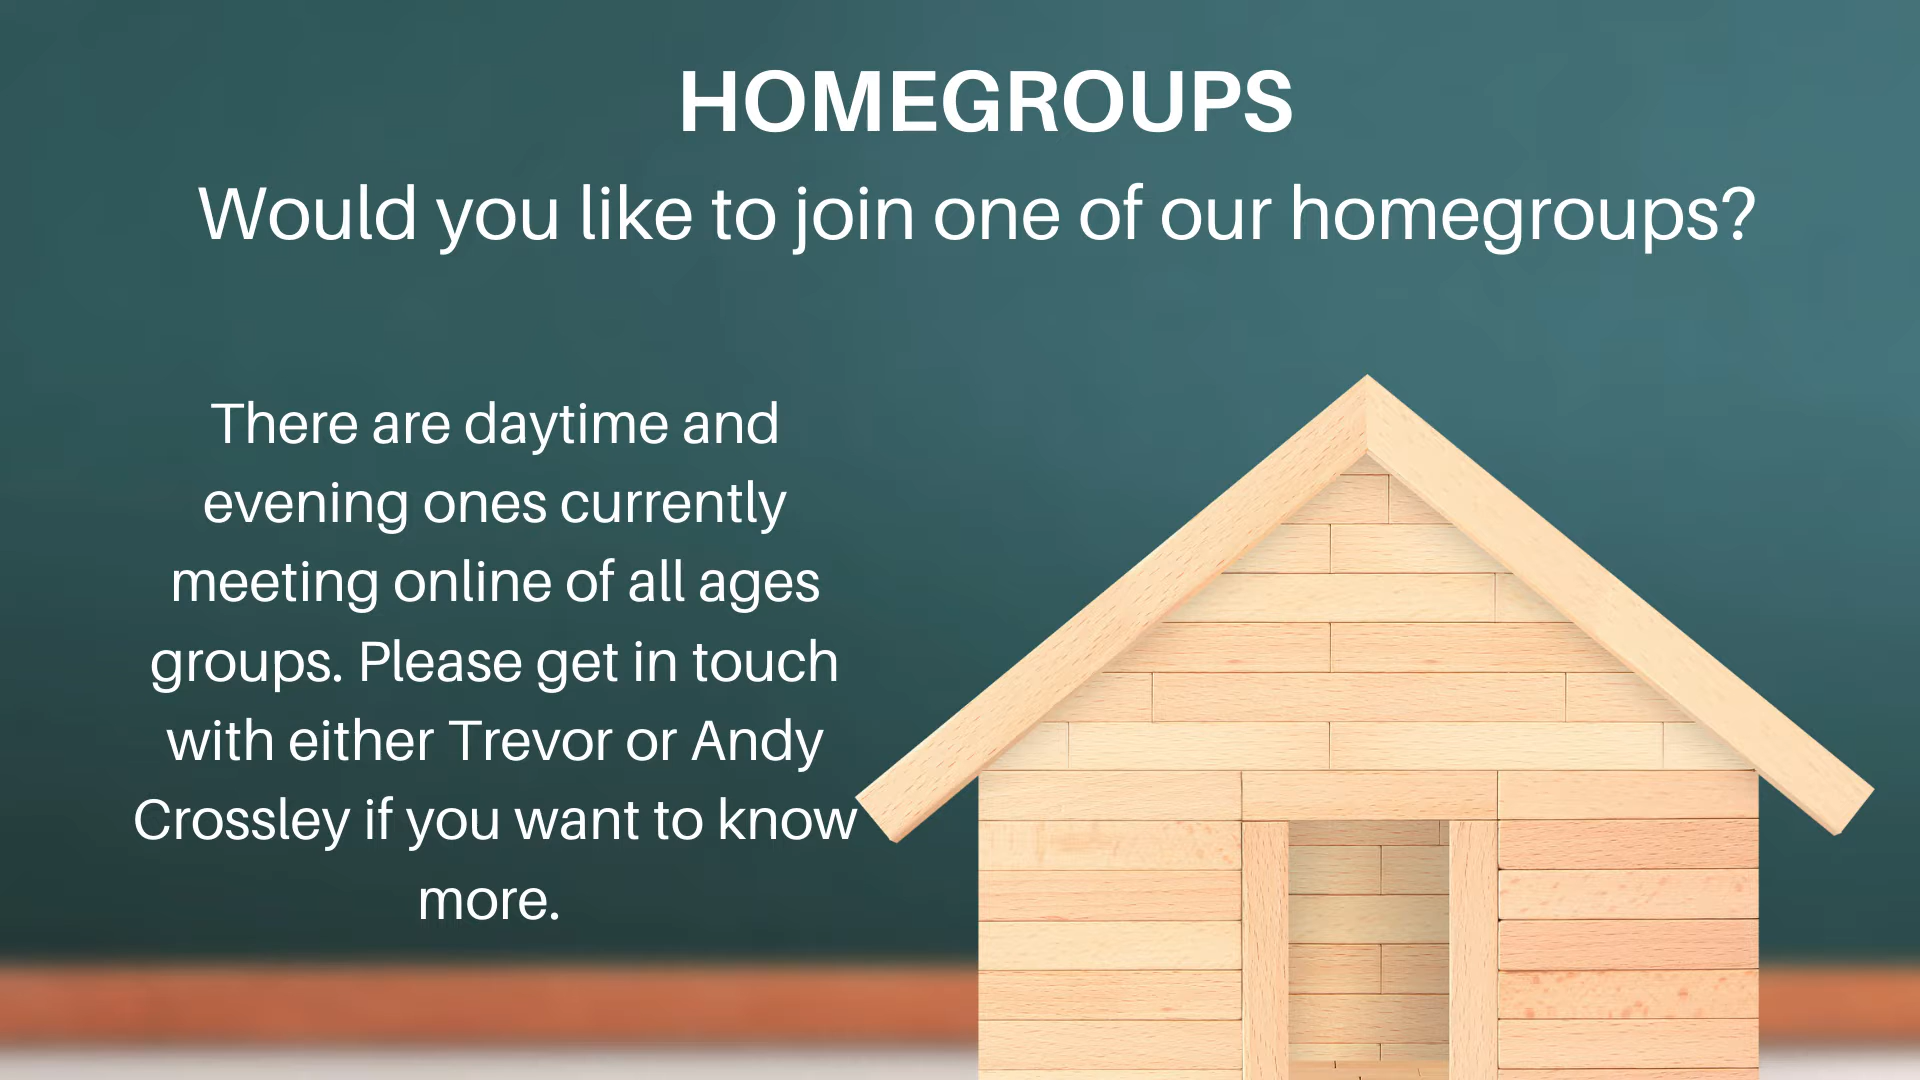 HOMEGROUPS
Would you like to join one of our homegroups?
There are daytime and
evening ones currently
meeting online of all ages
groups. Please get in touch
with either Trevor or Andy
Crossley if you want to know
more.